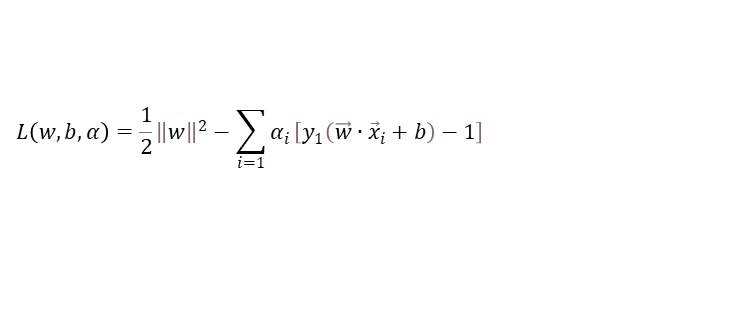 L(w, b, α) = 1/2 ‖w‖² − ∑_{i=1} α_i [y_1(w⃗ · x⃗_i + b) − 1]